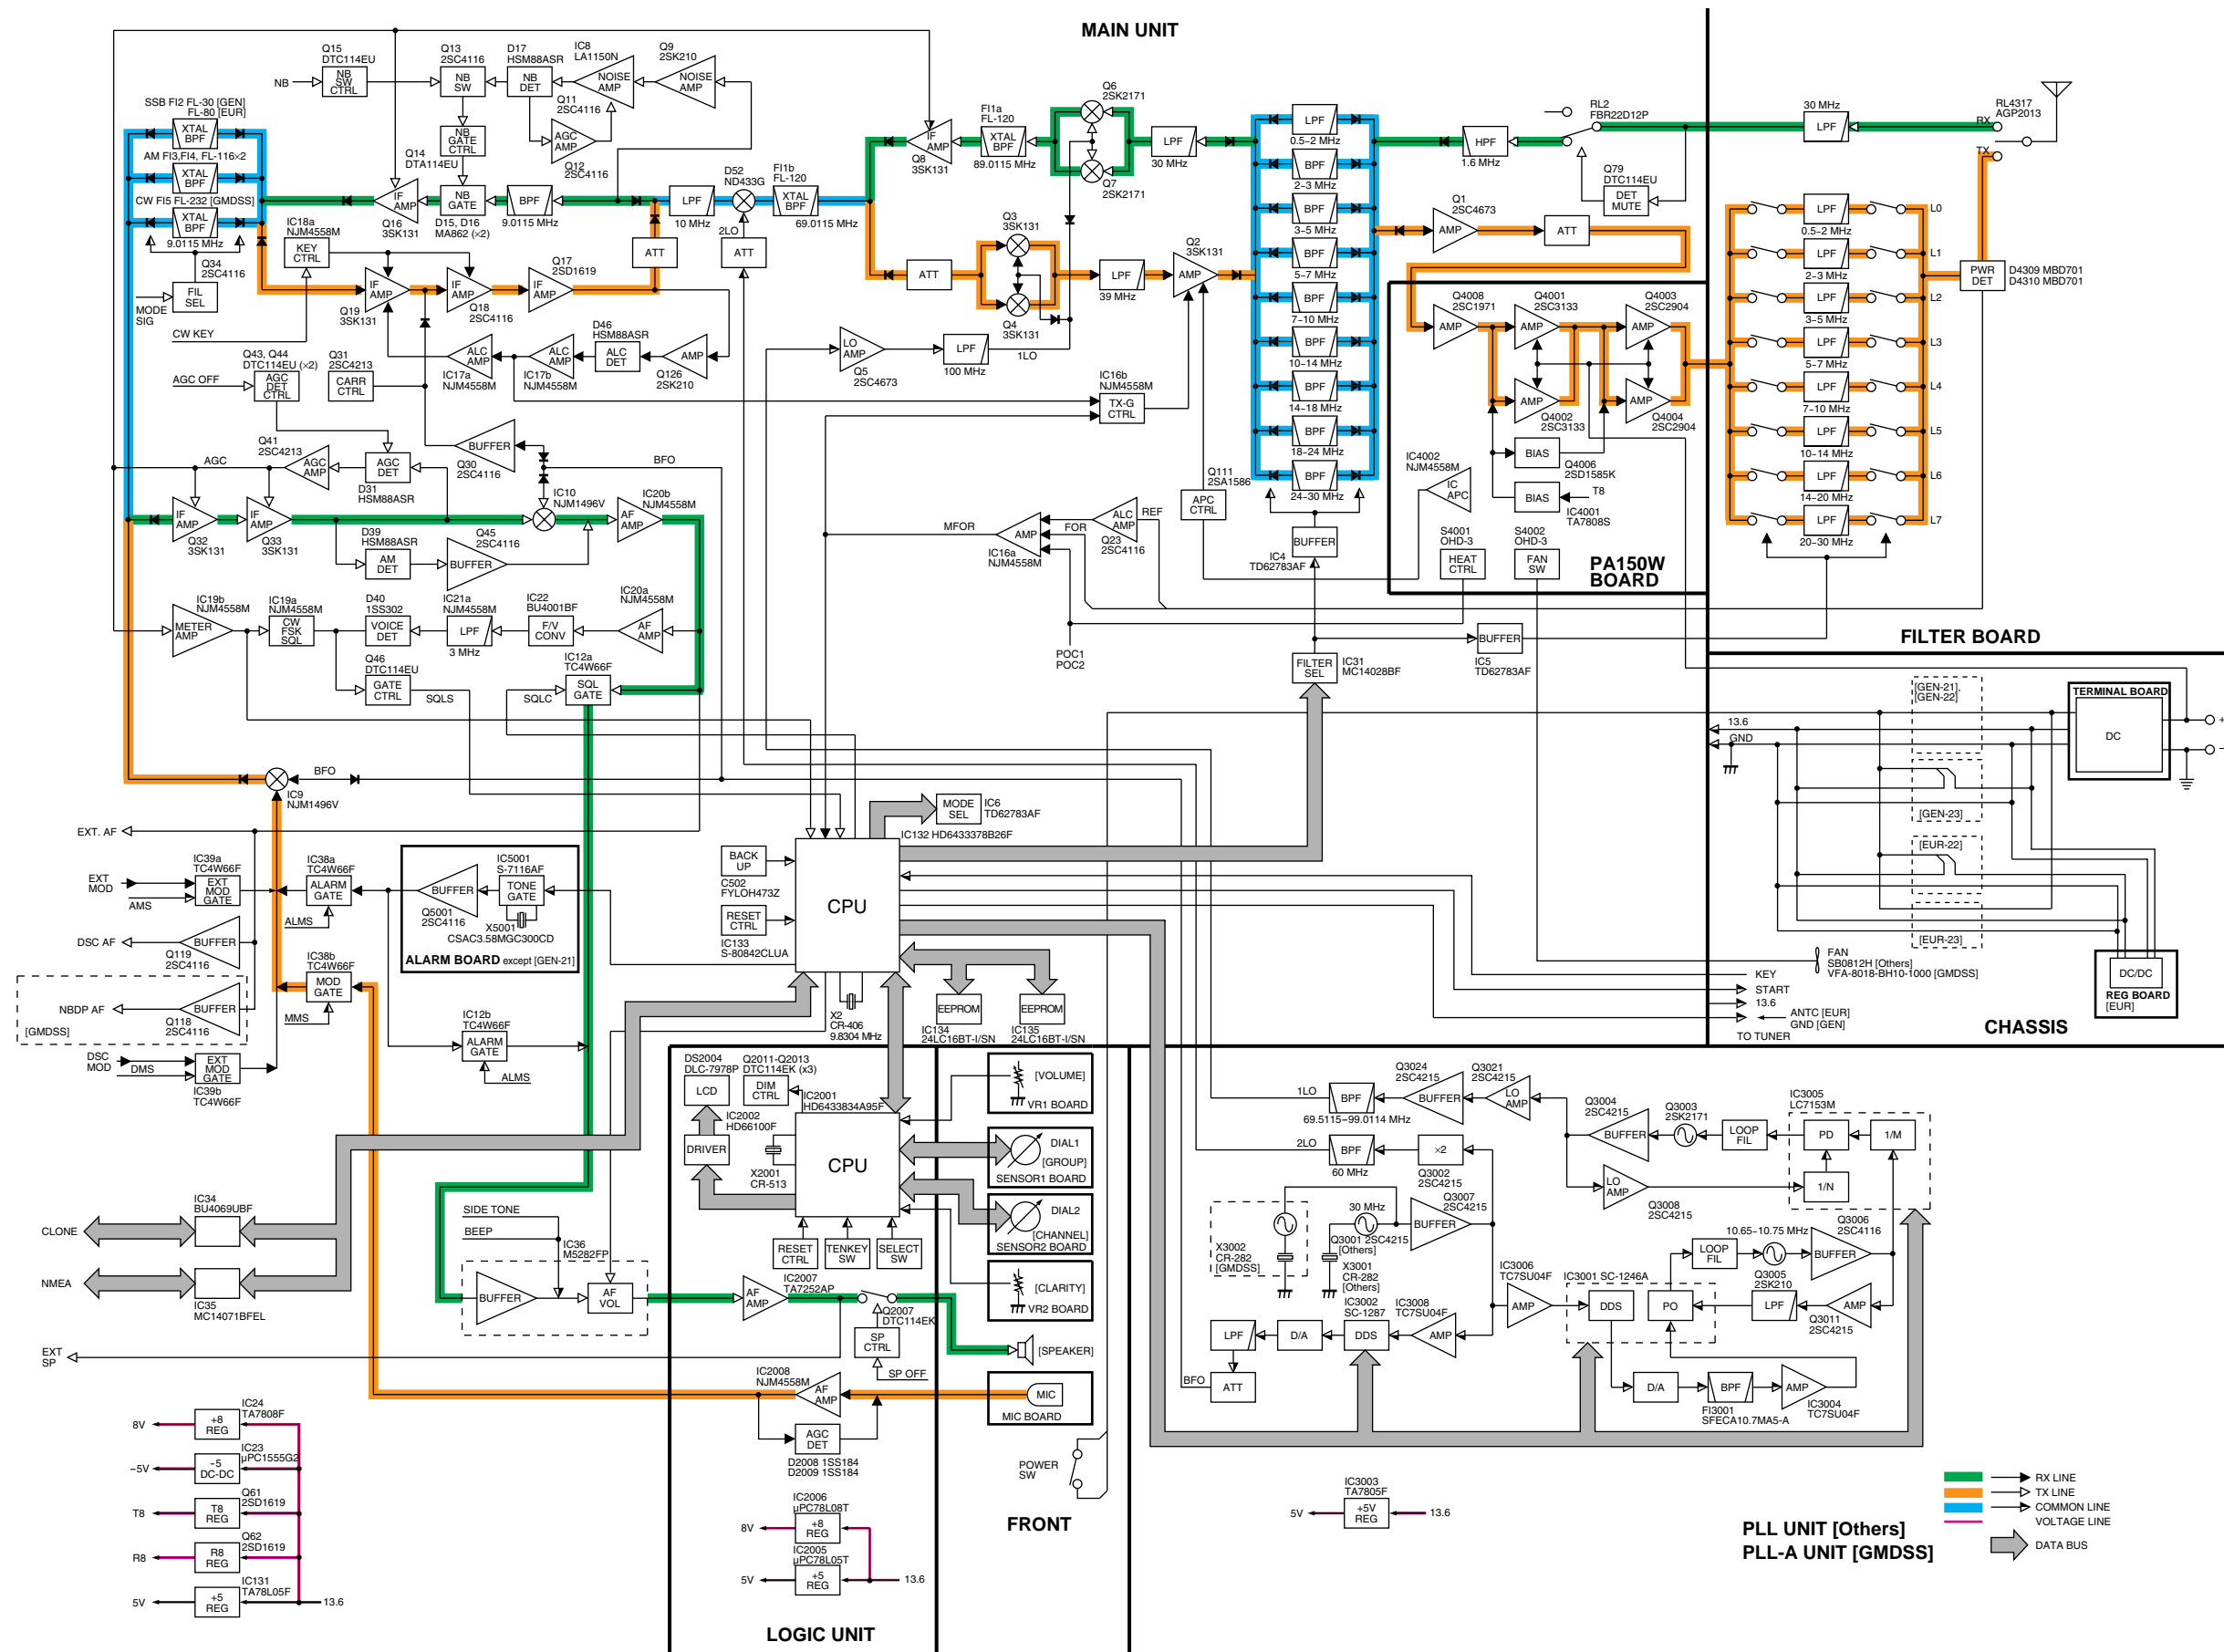 MAIN UNIT
Q15
DTC114EU
NB
SW
CTRL
NB
Q13
2SC4116
NB
SW
D17
HSM88ASR
NB
DET
IC8
LA1150N
NOISE
AMP
Q9
2SK210
NOISE
AMP
Q11
2SC4116
AGC
AMP
Q12
2SC4116
NB
GATE
CTRL
Q14
DTA114EU
SSB FI2 FL-30 [GEN]
FL-80 [EUR]
XTAL
BPF
AM FI3,FI4, FL-116×2
XTAL
BPF
CW FI5 FL-232 [GMDSS]
XTAL
BPF
9.0115 MHz
Q34
2SC4116
FIL
SEL
MODE
SIG
CW KEY
IC18a
NJM4558M
KEY
CTRL
IF
AMP
Q16
3SK131
NB
GATE
D15, D16
MA862 (×2)
BPF
9.0115 MHz
LPF
10 MHz
D52
ND433G
2LO
ATT
ATT
FI1b
FL-120
XTAL
BPF
69.0115 MHz
IF
AMP
Q8
3SK131
FI1a
FL-120
XTAL
BPF
89.0115 MHz
Q6
2SK2171
Q7
2SK2171
LPF
30 MHz
LPF
0.5-2 MHz
BPF
2-3 MHz
BPF
3-5 MHz
BPF
5-7 MHz
BPF
7-10 MHz
BPF
10-14 MHz
BPF
14-18 MHz
BPF
18-24 MHz
BPF
24-30 MHz
HPF
1.6 MHz
RL2
FBR22D12P
30 MHz
LPF
RX
TX
RL4317
AGP2013
Q79
DTC114EU
DET
MUTE
Q1
2SC4673
AMP
ATT
Q19
3SK131
IF
AMP
IF
AMP
Q18
2SC4116
Q17
2SD1619
IF
AMP
ATT
Q3
3SK131
Q4
3SK131
LPF
39 MHz
Q2
3SK131
AMP
LO
AMP
Q5
2SC4673
LPF
100 MHz
1LO
ALC
AMP
IC17a
NJM4558M
ALC
AMP
IC17b
NJM4558M
D46
HSM88ASR
ALC
DET
AMP
Q126
2SK210
IC16b
NJM4558M
TX-G
CTRL
Q43, Q44
DTC114EU (×2)
AGC
DET
CTRL
AGC OFF
Q31
2SC4213
CARR
CTRL
Q41
2SC4213
AGC
AGC
AMP
AGC
DET
D31
HSM88ASR
BUFFER
Q30
2SC4116
BFO
IC10
NJM1496V
IC20b
NJM4558M
AF
AMP
IF
AMP
Q32
3SK131
IF
AMP
Q33
3SK131
D39
HSM88ASR
AM
DET
Q45
2SC4116
BUFFER
IC19b
NJM4558M
METER
AMP
IC19a
NJM4558M
CW
FSK
SQL
D40
1SS302
VOICE
DET
IC21a
NJM4558M
LPF
3 MHz
IC22
BU4001BF
F/V
CONV
IC20a
NJM4558M
AF
AMP
Q46
DTC114EU
GATE
CTRL
SQLS
IC12a
TC4W66F
SQL
GATE
SQLC
MFOR
AMP
IC16a
NJM4558M
FOR
REF
ALC
AMP
Q23
2SC4116
POC1
POC2
Q111
2SA1586
APC
CTRL
IC4002
NJM4558M
IC
APC
BUFFER
IC4
TD62783AF
BUFFER
IC5
TD62783AF
FILTER
SEL
IC31
MC14028BF
S4001
OHD-3
HEAT
CTRL
S4002
OHD-3
FAN
SW
PA150W
BOARD
Q4008
2SC1971
AMP
Q4001
2SC3133
AMP
Q4003
2SC2904
AMP
AMP
Q4002
2SC3133
AMP
Q4004
2SC2904
BIAS
Q4006
2SD1585K
BIAS
T8
IC4001
TA7808S
LPF
0.5-2 MHz
L0
LPF
2-3 MHz
L1
LPF
3-5 MHz
L2
LPF
5-7 MHz
L3
LPF
7-10 MHz
L4
LPF
10-14 MHz
L5
LPF
14-20 MHz
L6
LPF
20-30 MHz
L7
PWR
DET
D4309 MBD701
D4310 MBD701
FILTER BOARD
[GEN-21],
[GEN-22]
[GEN-23]
[EUR-22]
[EUR-23]
TERMINAL BOARD
DC
+
−
13.6
GND
DC/DC
REG BOARD
[EUR]
FAN
SB0812H [Others]
VFA-8018-BH10-1000 [GMDSS]
KEY
START
13.6
ANTC [EUR]
GND [GEN]
TO TUNER
CHASSIS
BFO
IC9
NJM1496V
EXT. AF
IC39a
TC4W66F
EXT
MOD
EXT
MOD
GATE
AMS
IC38a
TC4W66F
ALARM
GATE
ALMS
DSC AF
BUFFER
Q119
2SC4116
NBDP AF
BUFFER
Q118
2SC4116
[GMDSS]
IC38b
TC4W66F
MOD
GATE
MMS
DSC
MOD
DMS
EXT
MOD
GATE
IC39b
TC4W66F
IC12b
TC4W66F
ALARM
GATE
ALMS
IC5001
S-7116AF
BUFFER
TONE
GATE
Q5001
2SC4116
X5001
CSAC3.58MGC300CD
ALARM BOARD except [GEN-21]
MODE
SEL
IC6
TD62783AF
IC132 HD6433378B26F
CPU
BACK
UP
C502
FYLOH473Z
RESET
CTRL
IC133
S-80842CLUA
X2
CR-406
9.8304 MHz
EEPROM
IC134
24LC16BT-I/SN
EEPROM
IC135
24LC16BT-I/SN
DS2004
DLC-7978P
LCD
Q2011-Q2013
DTC114EK (x3)
DIM
CTRL
IC2001
HD6433834A95F
IC2002
HD66100F
DRIVER
CPU
X2001
CR-513
RESET
CTRL
TENKEY
SW
SELECT
SW
[VOLUME]
VR1 BOARD
DIAL1
[GROUP]
SENSOR1 BOARD
DIAL2
[CHANNEL]
SENSOR2 BOARD
[CLARITY]
VR2 BOARD
CLONE
IC34
BU4069UBF
NMEA
IC35
MC14071BFEL
SIDE TONE
BEEP
IC36
M5282FP
BUFFER
AF
VOL
IC2007
TA7252AP
AF
AMP
Q2007
DTC114EK
SP
CTRL
SP OFF
[SPEAKER]
EXT
SP
IC2008
NJM4558M
AF
AMP
MIC
MIC BOARD
AGC
DET
D2008 1SS184
D2009 1SS184
POWER
SW
IC24
TA7808F
8V
+8
REG
IC23
µPC1555G2
−5V
−5
DC-DC
Q61
2SD1619
T8
T8
REG
Q62
2SD1619
R8
R8
REG
IC131
TA78L05F
5V
+5
REG
13.6
IC2006
µPC78L08T
8V
+8
REG
IC2005
µPC78L05T
5V
+5
REG
13.6
LOGIC UNIT
FRONT
1LO
BPF
69.5115-99.0114 MHz
Q3024
2SC4215
BUFFER
Q3021
2SC4215
LO
AMP
Q3004
2SC4215
BUFFER
Q3003
2SK2171
LOOP
FIL
IC3005
LC7153M
PD
1/M
1/N
LO
AMP
Q3008
2SC4215
2LO
BPF
60 MHz
×2
Q3002
2SC4215
Q3007
2SC4215
30 MHz
BUFFER
Q3001 2SC4215
[Others]
X3002
CR-282
[GMDSS]
X3001
CR-282
[Others]
IC3006
TC7SU04F
AMP
IC3001 SC-1246A
DDS
PO
10.65-10.75 MHz
LOOP
FIL
Q3005
2SK210
Q3006
2SC4116
BUFFER
LPF
AMP
Q3011
2SC4215
IC3002
SC-1287
LPF
D/A
DDS
IC3008
TC7SU04F
AMP
BFO
ATT
D/A
BPF
FI3001
SFECA10.7MA5-A
AMP
IC3004
TC7SU04F
IC3003
TA7805F
5V
+5V
REG
13.6
PLL UNIT [Others]
PLL-A UNIT [GMDSS]
RX LINE
TX LINE
COMMON LINE
VOLTAGE LINE
DATA BUS